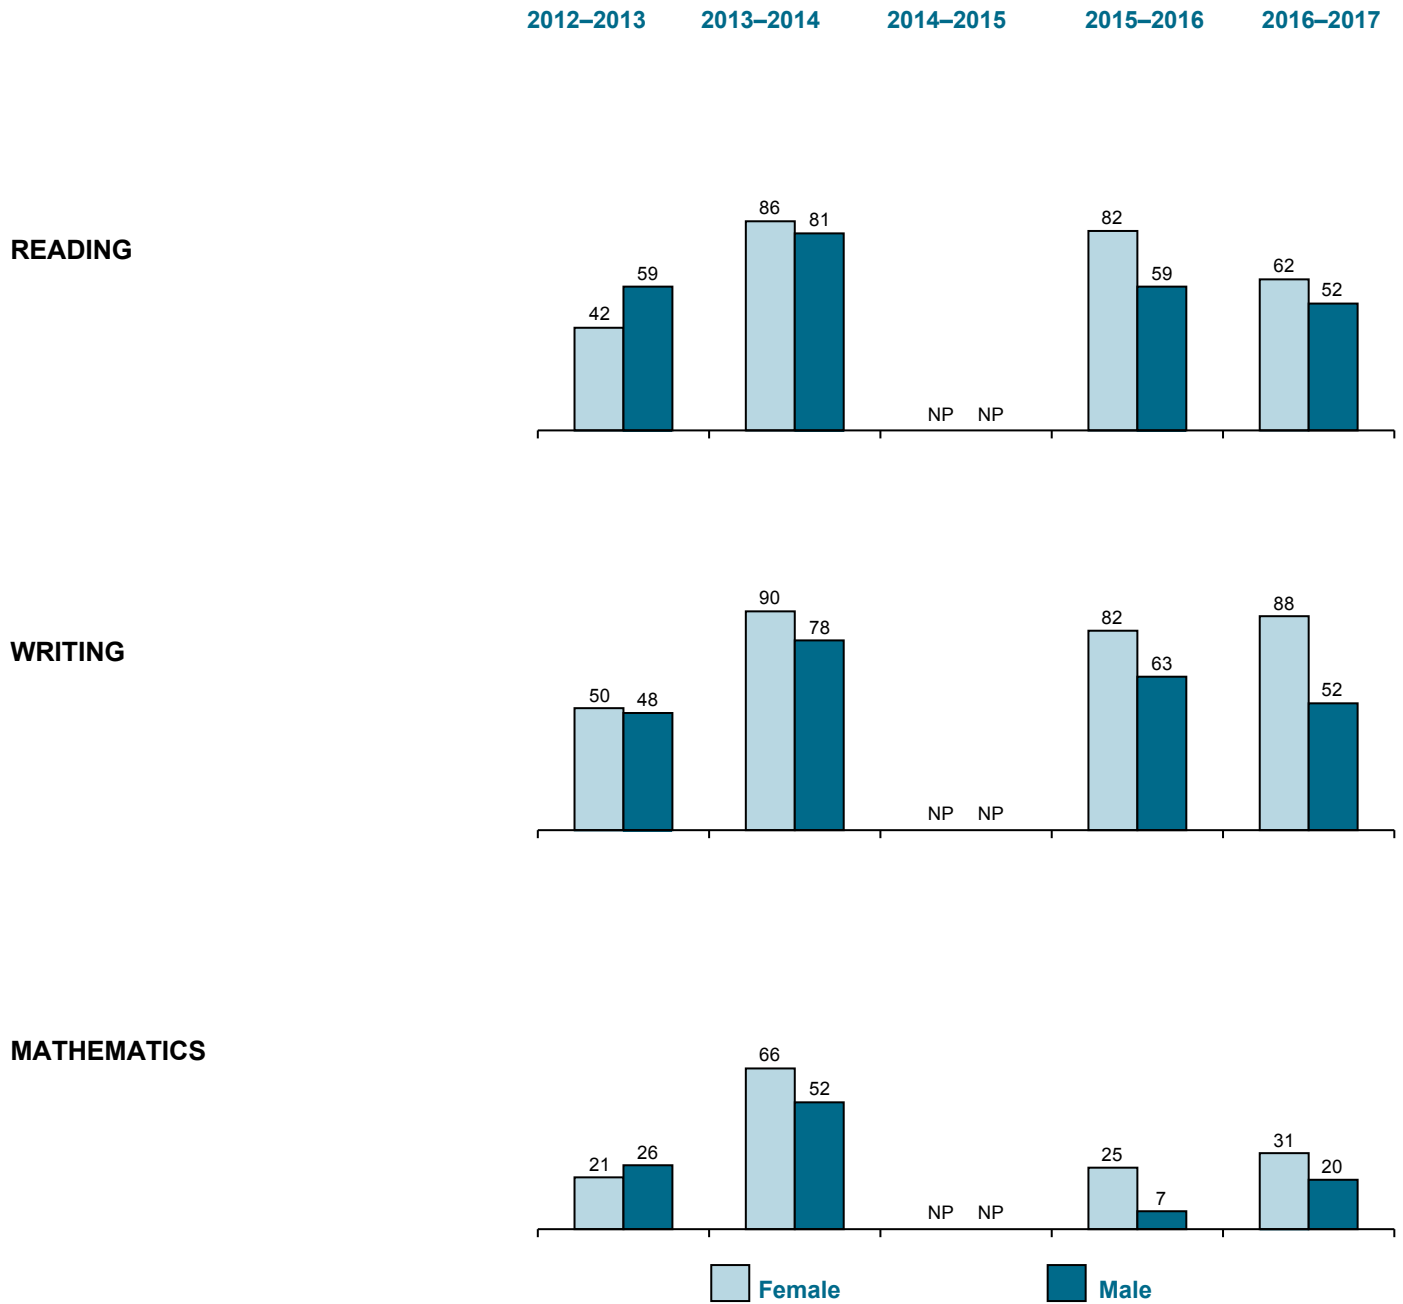 2012–2013 2013–2014 2014–2015 2015–2016 2016–2017
READING
42 59 86 81 NP NP 82 59 62 52
WRITING
50 48 90 78 NP NP 82 63 88 52
MATHEMATICS
21 26 66 52 NP NP 25 7 31 20
Female Male